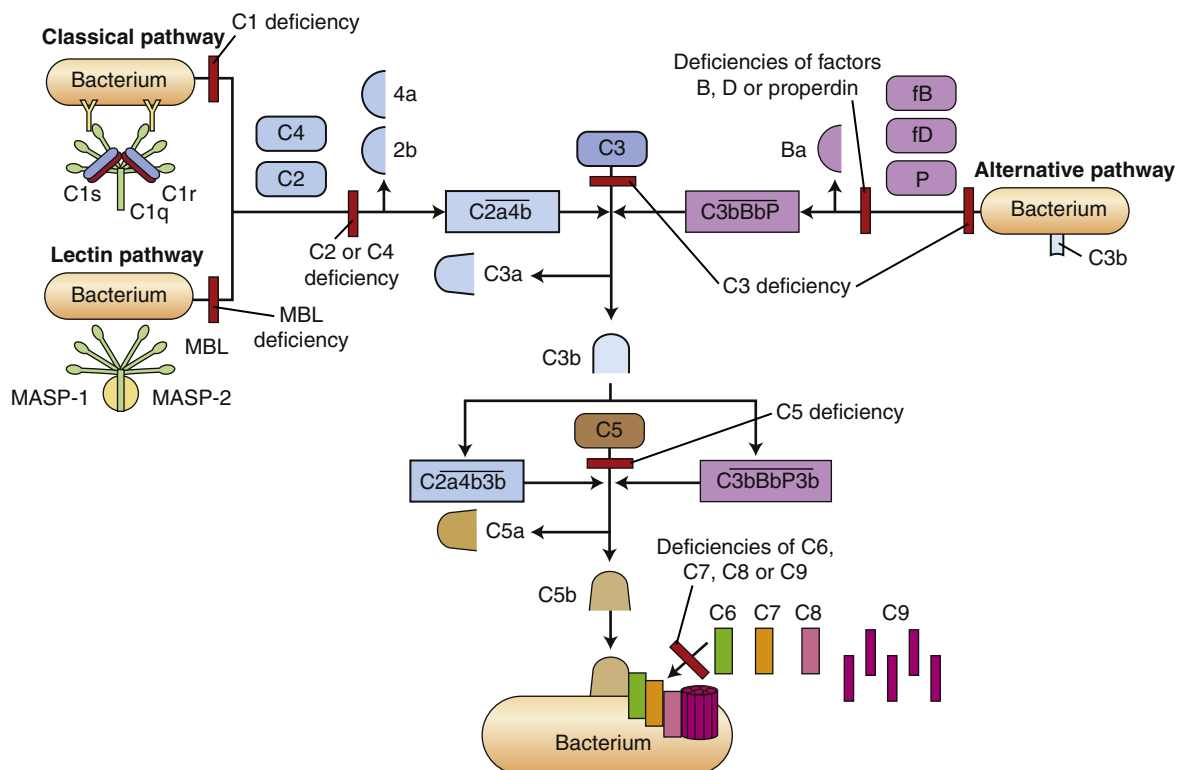 C1 deficiency
Classical pathway
Bacterium
C1s
C1r
C1q
Lectin pathway
Bacterium
MBL
deficiency
MBL
MASP-1
MASP-2
C4
C2
4a
2b
C2 or C4
deficiency
C2a4b
C3
C3a
Deficiencies of factors
B, D or properdin
Ba
fB
fD
P
Alternative pathway
Bacterium
C3b
C3bBbP
C3 deficiency
C3b
C5
C5 deficiency
C2a4b3b
C3bBbP3b
C5a
C5b
Deficiencies of C6,
C7, C8 or C9
C6
C7
C8
C9
Bacterium